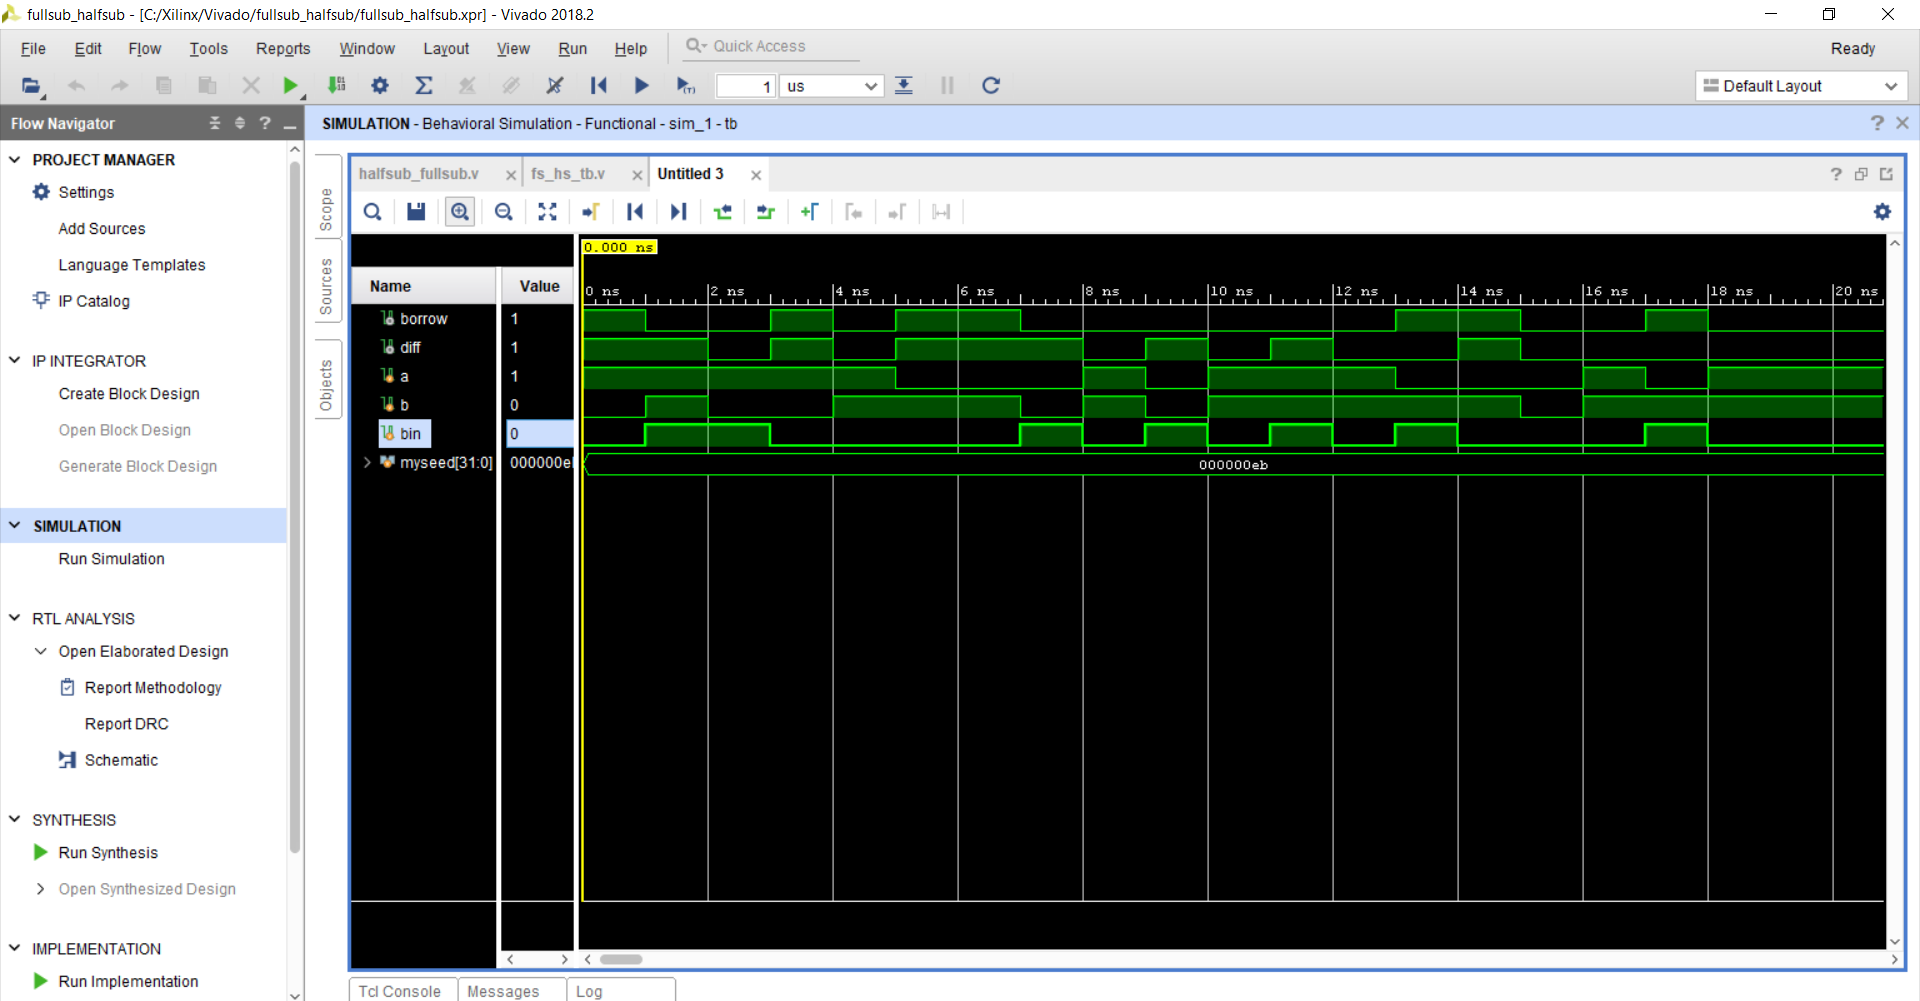 fullsub_halfsub - [C:/Xilinx/Vivado/fullsub_halfsub/fullsub_halfsub.xpr] - Vivado 2018.2
File Edit Flow Tools Reports Window Layout View Run Help Quick Access Ready
1 us Default Layout
Flow Navigator
SIMULATION - Behavioral Simulation - Functional - sim_1 - tb
PROJECT MANAGER
Settings
Add Sources
Language Templates
IP Catalog
IP INTEGRATOR
Create Block Design
Open Block Design
Generate Block Design
SIMULATION
Run Simulation
RTL ANALYSIS
Open Elaborated Design
Report Methodology
Report DRC
Schematic
SYNTHESIS
Run Synthesis
Open Synthesized Design
IMPLEMENTATION
Run Implementation
Scope
Sources
Objects
halfsub_fullsub.v fs_hs_tb.v Untitled 3
0.000 ns
Name Value
0 ns 2 ns 4 ns 6 ns 8 ns 10 ns 12 ns 14 ns 16 ns 18 ns 20 ns
borrow 1
diff 1
a 1
b 0
bin 0
myseed[31:0] 000000e 000000eb
Tcl Console Messages Log